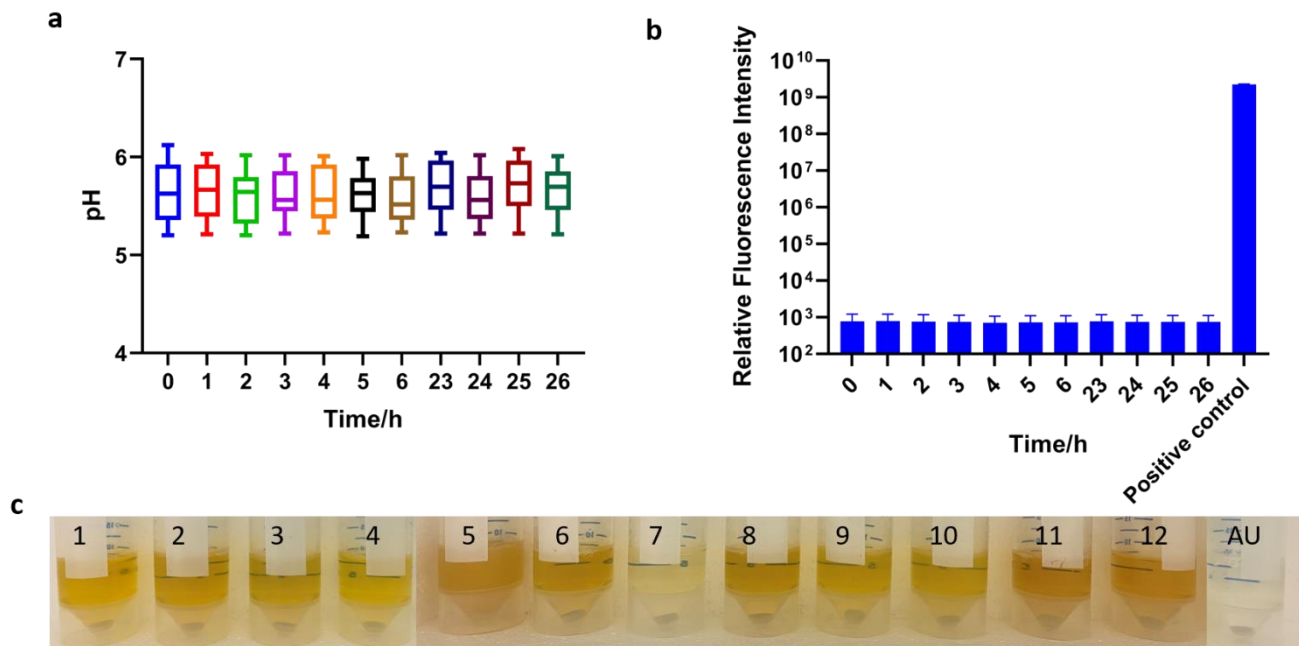 a
7
6
5
4
pH
0 1 2 3 4 5 6 23 24 25 26
Time/h
b
10¹⁰
10⁹
10⁸
10⁷
10⁶
10⁵
10⁴
10³
10²
Relative Fluorescence Intensity
0 1 2 3 4 5 6 23 24 25 26 Positive control
Time/h
c
1 2 3 4 5 6 7 8 9 10 11 12 AU